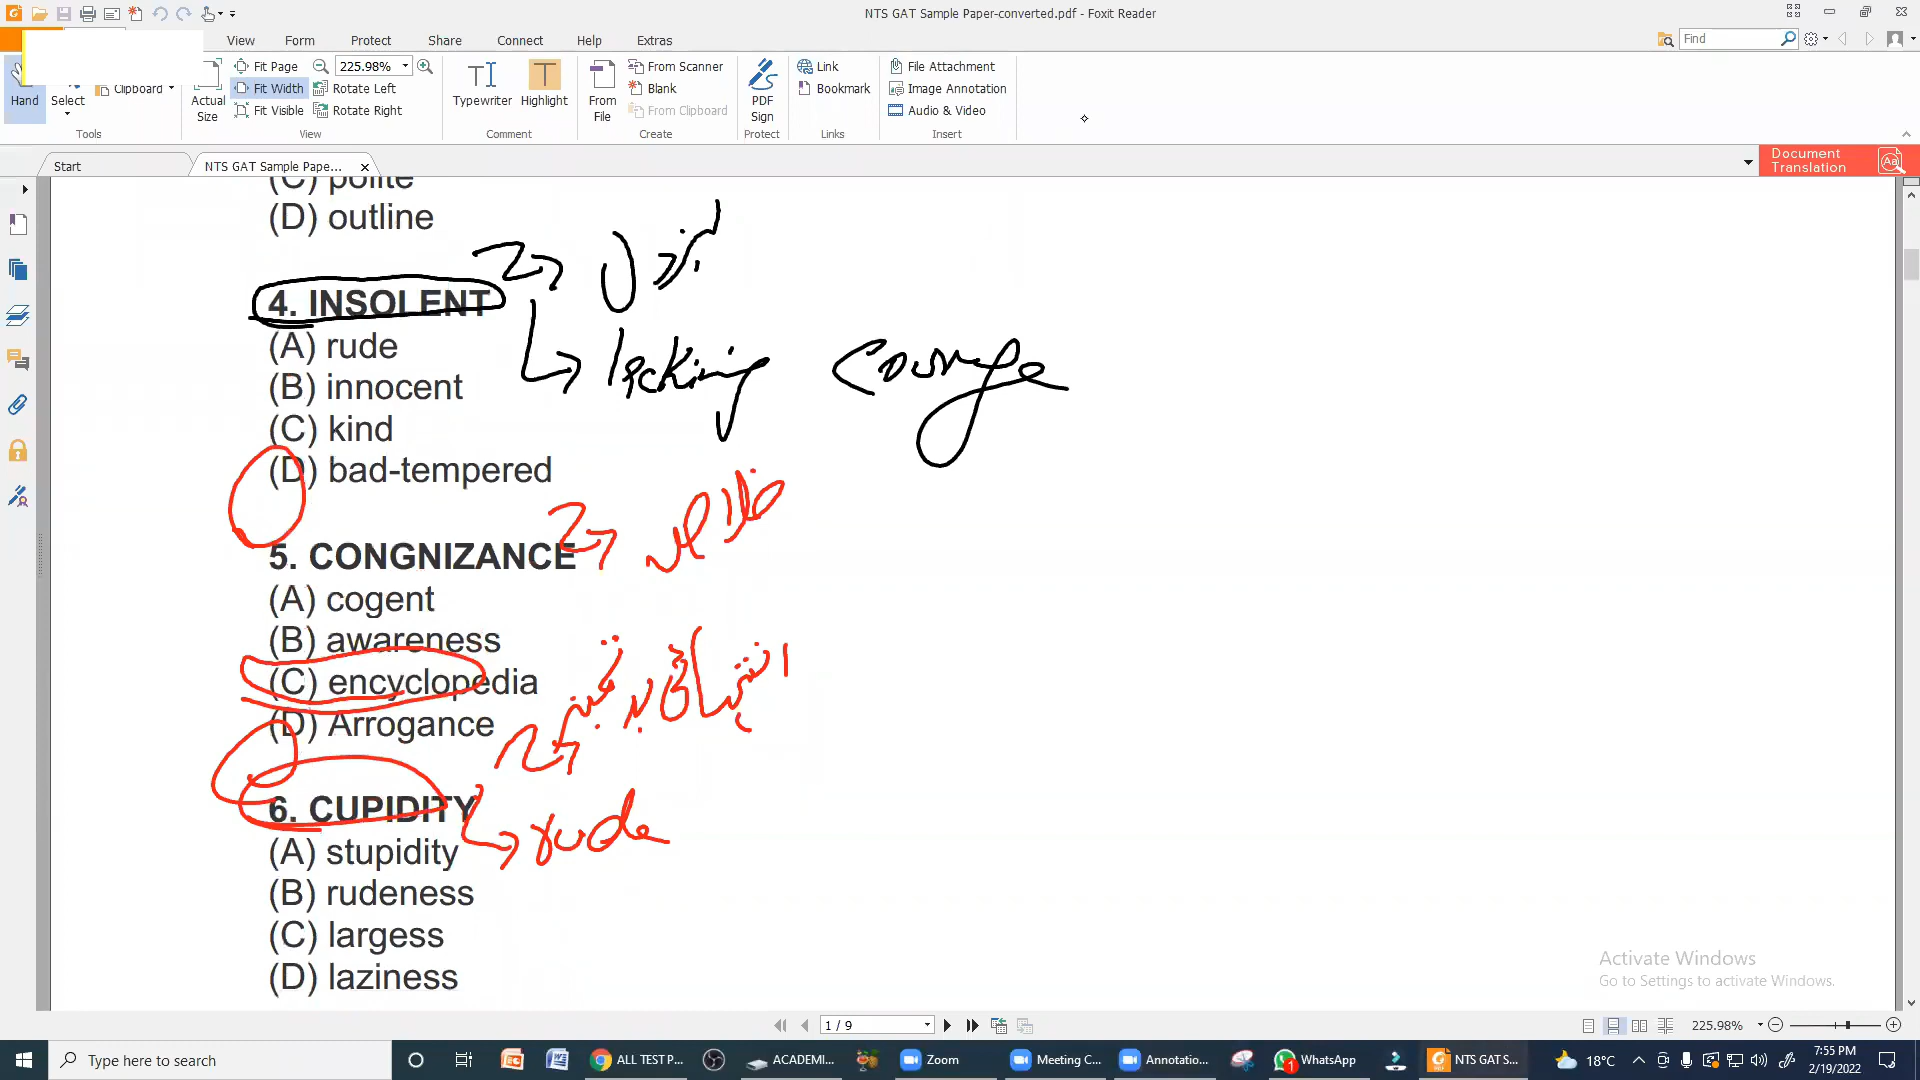 NTS GAT Sample Paper-converted.pdf - Foxit Reader
View Form Protect Share Connect Help Extras
Find
Hand
Select
Clipboard
Actual Size
Fit Page
Fit Width
Fit Visible
225.98%
Rotate Left
Rotate Right
Typewriter
Highlight
From File
From Scanner
Blank
From Clipboard
PDF Sign
Link
Bookmark
File Attachment
Image Annotation
Audio & Video
Tools View Comment Create Protect Links Insert
Start
NTS GAT Sample Pape...
Document Translation
(C) polite
(D) outline
4. INSOLENT
(A) rude
(B) innocent
(C) kind
(D) bad-tempered
lacking courage
5. CONGNIZANCE
(A) cogent
(B) awareness
(C) encyclopedia
(D) Arrogance
6. CUPIDITY
rude
(A) stupidity
(B) rudeness
(C) largess
(D) laziness
Activate Windows
Go to Settings to activate Windows.
1 / 9
225.98%
Type here to search
ALL TEST P...
ACADEMI...
Zoom
Meeting C...
Annotatio...
WhatsApp
NTS GAT S...
18°C
7:55 PM
2/19/2022